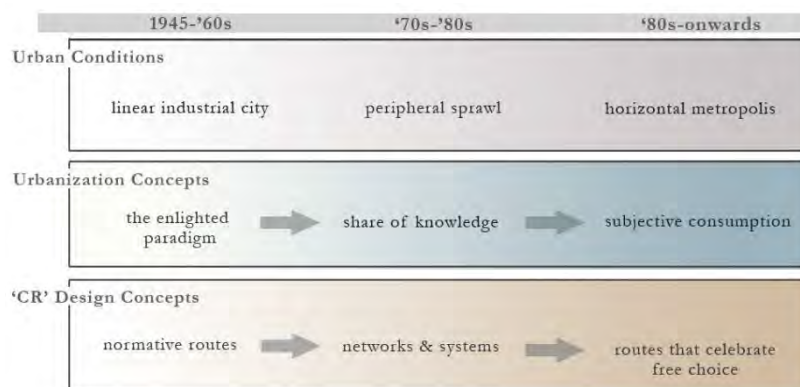 1945-'60s '70s-'80s '80s-onwards
Urban Conditions
linear industrial city peripheral sprawl horizontal metropolis
Urbanization Concepts
the enlighted
paradigm
share of knowledge
subjective consumption
'CR' Design Concepts
normative routes networks & systems
routes that celebrate
free choice